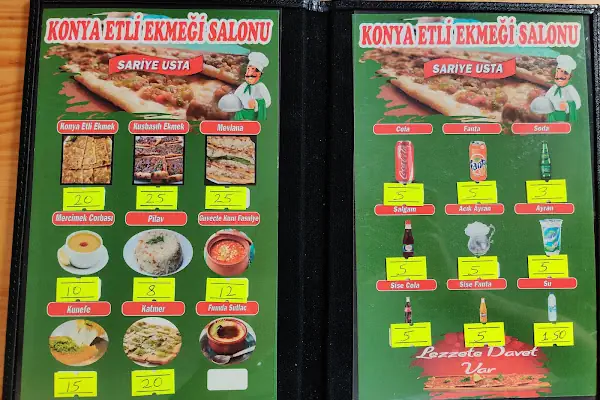 KONYA ETLİ EKMEĞİ SALONU
SARIYE USTA
Konya Etli Ekmek
Kuşbaşılı Ekmek
Mevlana
20
25
25
Mercimek Çorbası
Pilav
Güveçte Kuru Fasulye
10
8
12
Kunefe
Katmer
Fırında Sütlaç
15
20
KONYA ETLİ EKMEĞİ SALONU
SARIYE USTA
Cola
Fanta
Soda
5
5
3
Şalgam
Açık Ayran
Ayran
5
5
5
Şişe Cola
Şişe Fanta
Su
5
5
1.50
Lezzete Davet
Var